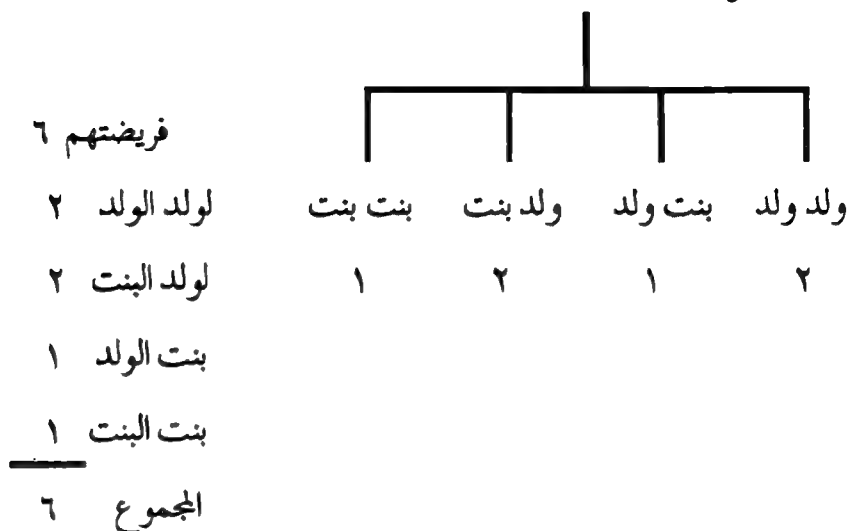 فريضتهم ٦
ولد ولد    بنت ولد    ولد بنت    بنت بنت
٢    ١    ٢    ١
لولد الولد ٢
لولد البنت ٢
بنت الولد ١
بنت البنت ١
المجموع ٦